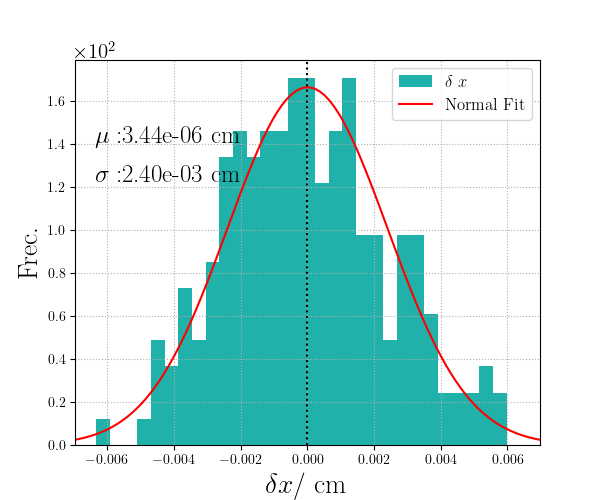 ×10²
δ x
Normal Fit
μ :3.44e-06 cm
σ :2.40e-03 cm
Frec.
1.6
1.4
1.2
1.0
0.8
0.6
0.4
0.2
0.0
−0.006 −0.004 −0.002 0.000 0.002 0.004 0.006
δx/ cm